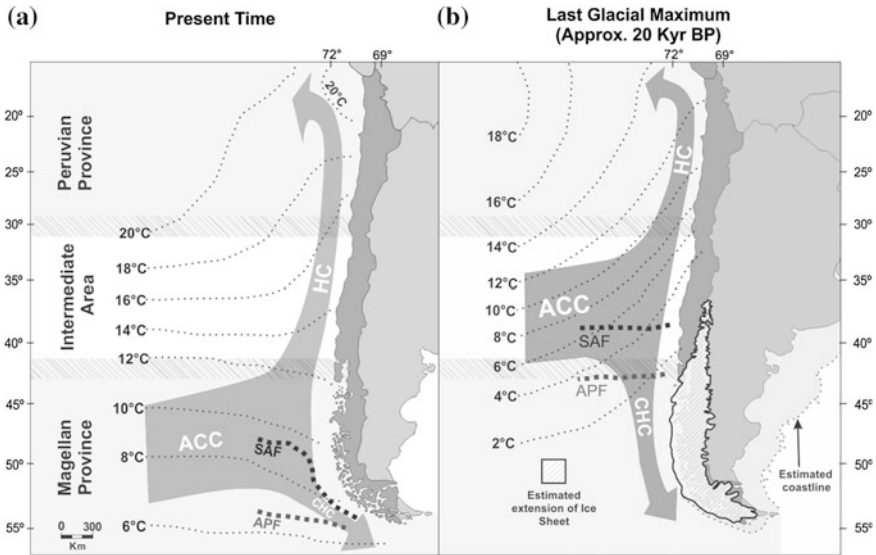 (a)
Present Time
72° 69°
20°C
20°
25°
30°
35°
40°
45°
50°
55°
Peruvian
Province
Intermediate
Area
Magellan
Province
HC
20°C
18°C
16°C
14°C
12°C
10°C
ACC
8°C
SAF
CHC
APF
6°C
0 300
Km
(b)
Last Glacial Maximum
(Approx. 20 Kyr BP)
72° 69°
20°
25°
30°
35°
40°
45°
50°
55°
18°C
HC
16°C
14°C
12°C
ACC
10°C
8°C
SAF
6°C
APF
4°C
CHC
2°C
Estimated
extension of Ice
Sheet
Estimated
coastline